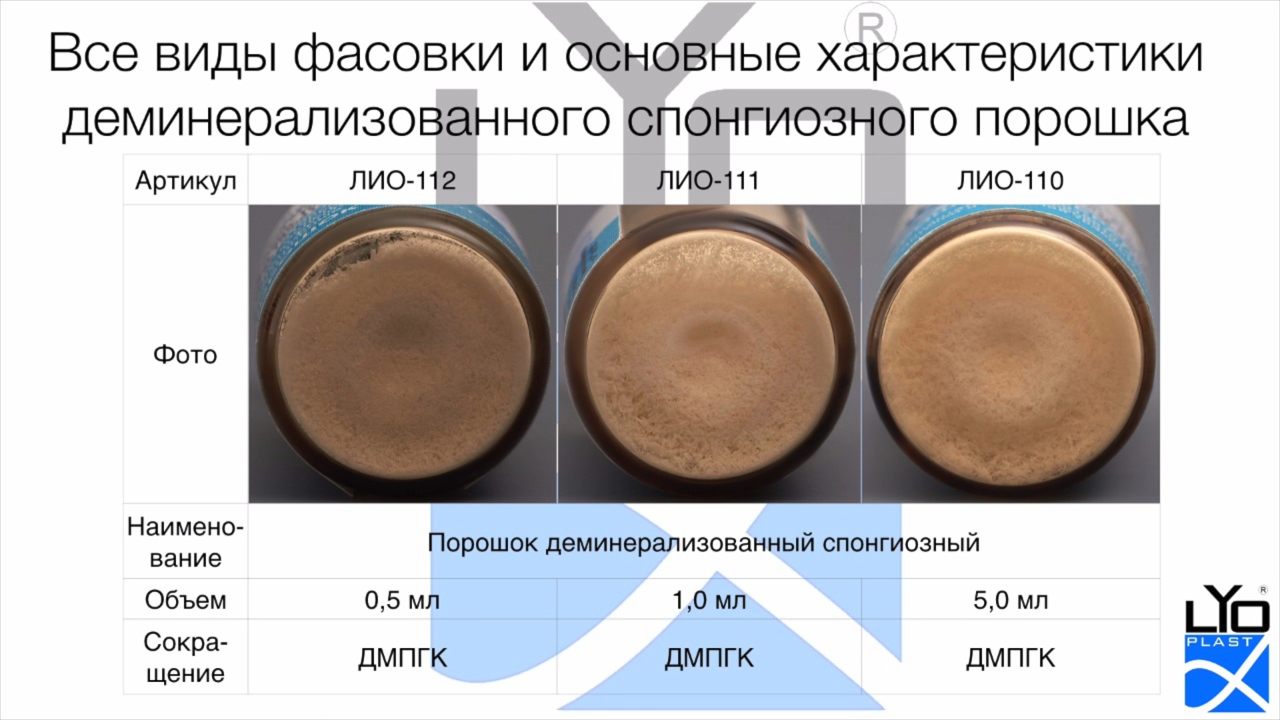 Все виды фасовки и основные характеристики
деминерализованного спонгиозного порошка
Артикул ЛИО-112 ЛИО-111 ЛИО-110
Фото
Наимено-
вание
Порошок деминерализованный спонгиозный
Объем 0,5 мл 1,0 мл 5,0 мл
Сокра-
щение
ДМПГК ДМПГК ДМПГК
LYO ®
PLAST
LYO ®